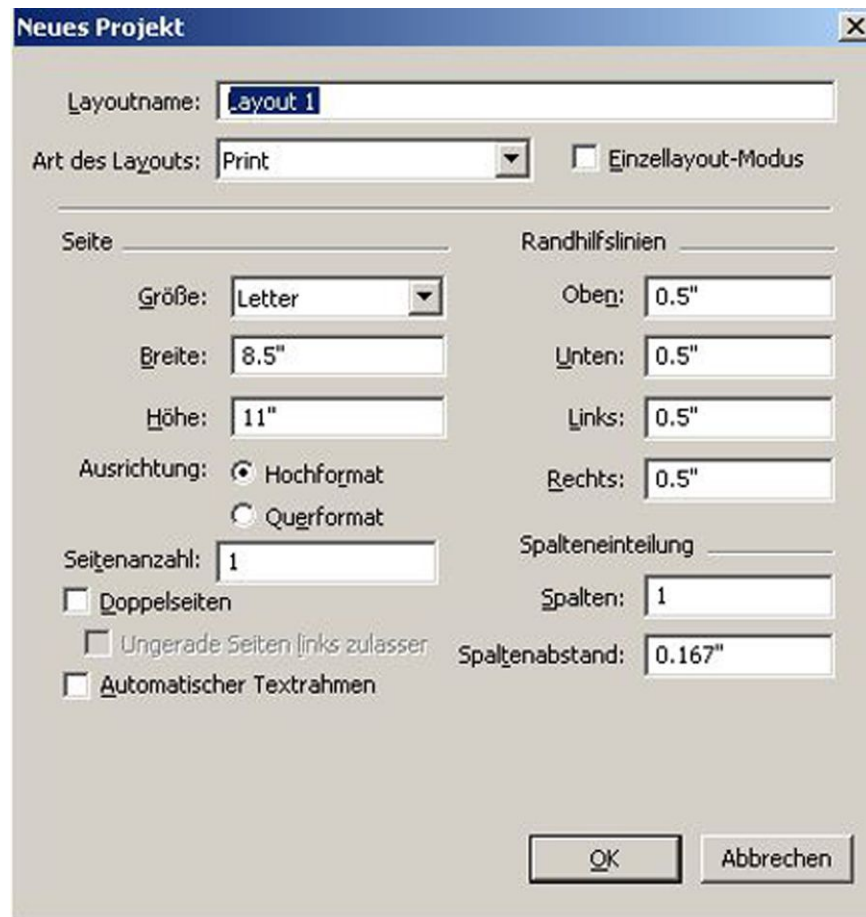 Neues Projekt
Layoutname: Layout 1
Art des Layouts: Print Einzellayout-Modus
Seite
Größe: Letter
Breite: 8.5"
Höhe: 11"
Ausrichtung: Hochformat
Querformat
Seitenanzahl: 1
Doppelseiten
Ungerade Seiten links zulasser
Automatischer Textrahmen
Randhilfslinien
Oben: 0.5"
Unten: 0.5"
Links: 0.5"
Rechts: 0.5"
Spalteneinteilung
Spalten: 1
Spaltenabstand: 0.167"
OK Abbrechen